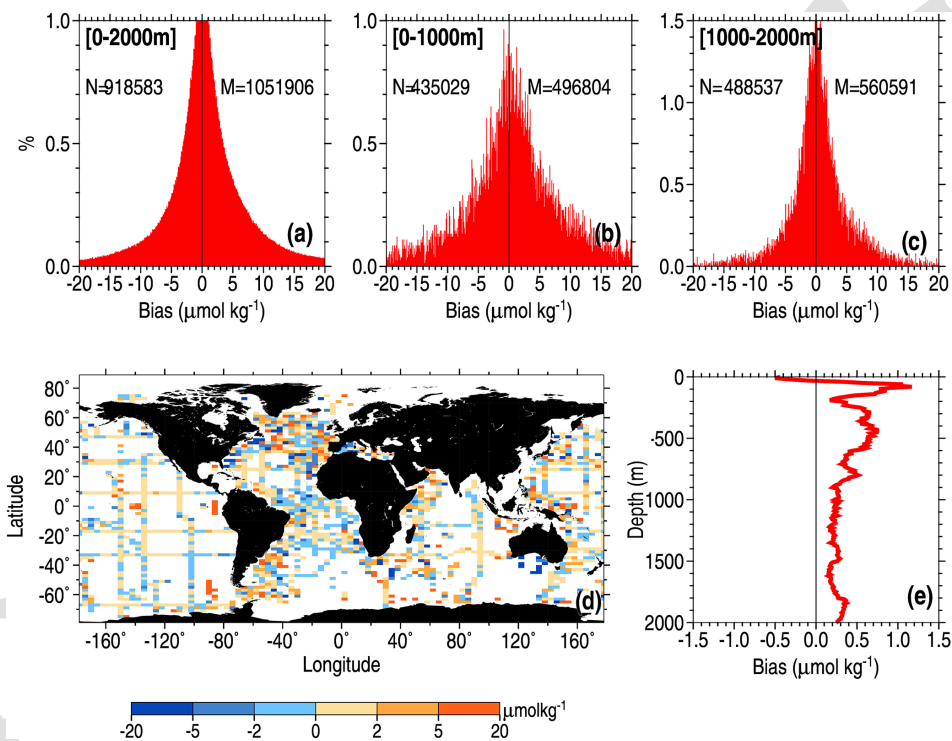 [0-2000m]
N=918583 M=1051906
(a)
%
1.0
0.5
0.0
-20 -15 -10 -5 0 5 10 15 20
Bias (μmol kg-1)
[0-1000m]
N=435029 M=496804
(b)
1.0
0.5
0.0
-20 -15 -10 -5 0 5 10 15 20
Bias (μmol kg-1)
[1000-2000m]
N=488537 M=560591
(c)
1.5
1.0
0.5
0.0
-20 -15 -10 -5 0 5 10 15 20
Bias (μmol kg-1)
Latitude
80°
60°
40°
20°
0°
-20°
-40°
-60°
(d)
-160 -120 -80 -40 0 40 80 120 160
Longitude
Depth (m)
0
-500
1000
1500
2000
(e)
-1.5 -1.0 -0.5 0.0 0.5 1.0 1.5
Bias (μmol kg-1)
μmolkg-1
-20 -5 -2 0 2 5 20